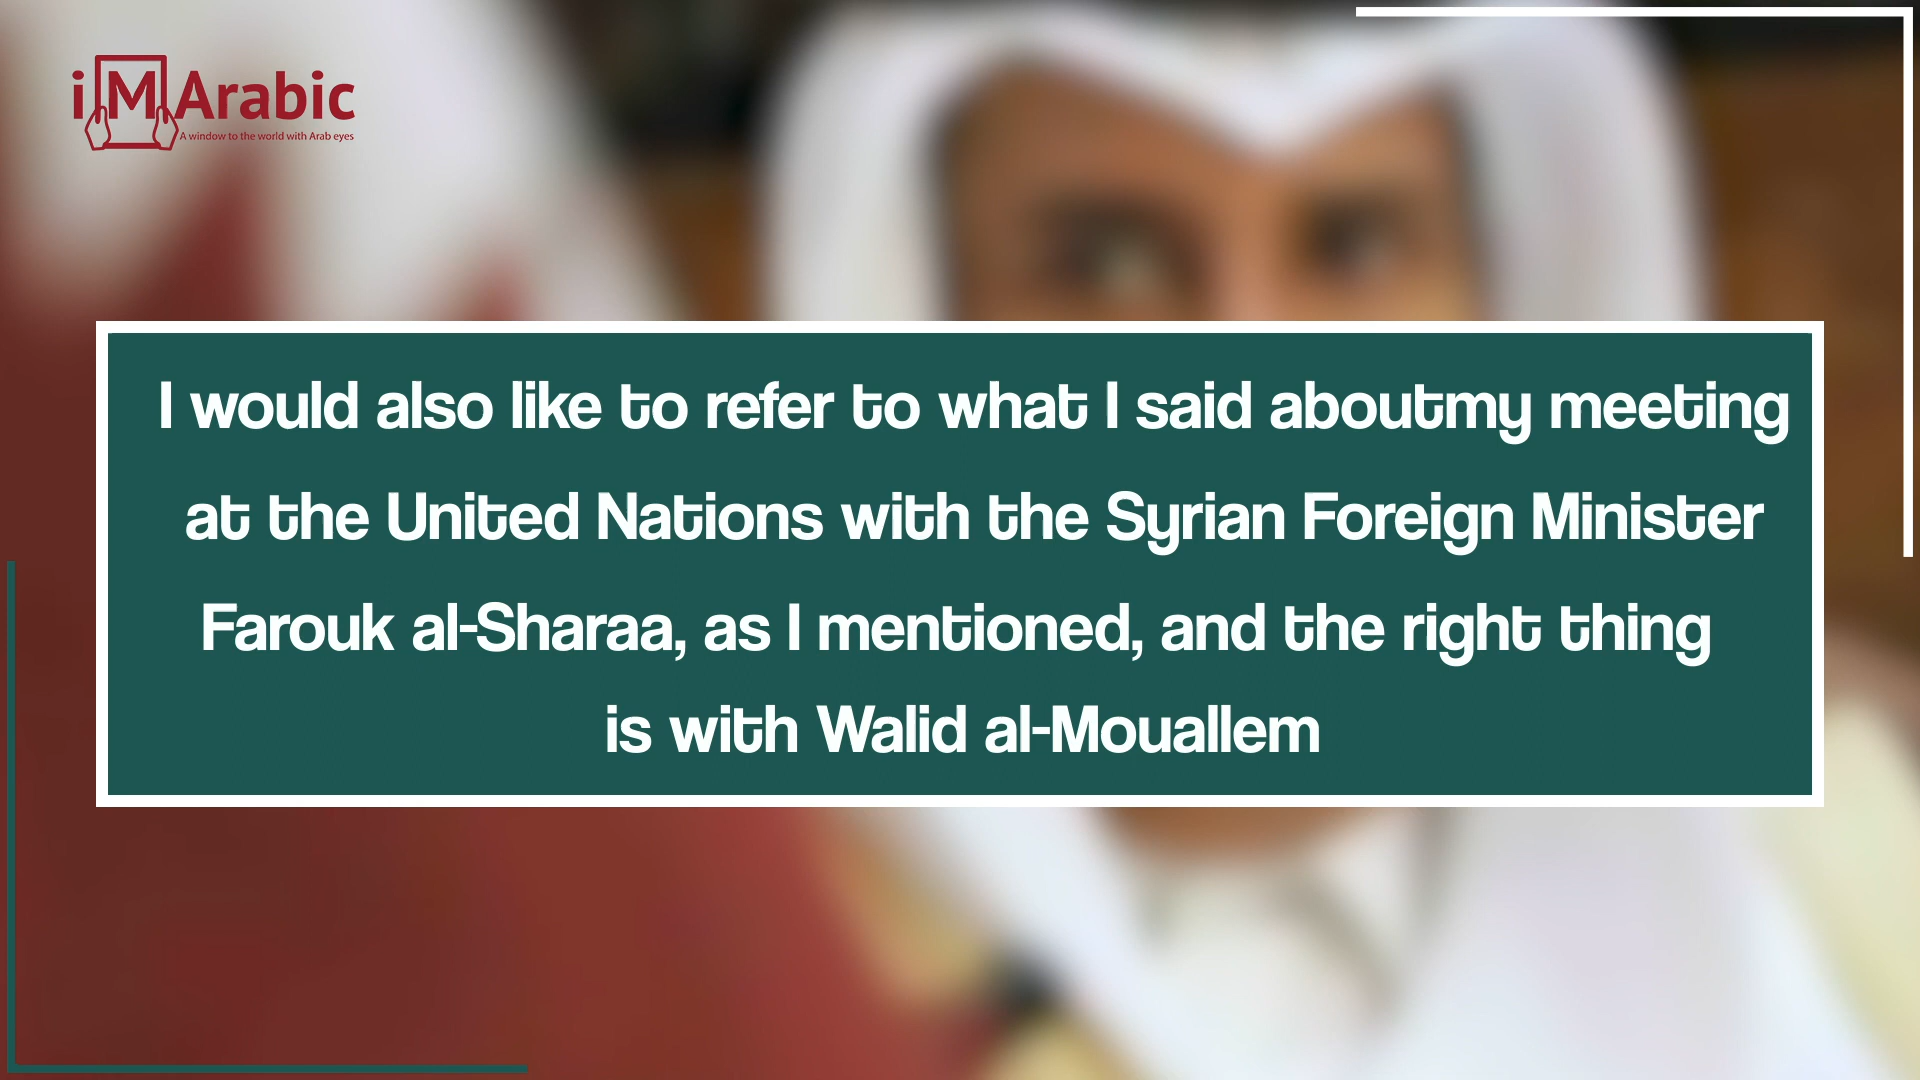 iMArabic
A window to the world with Arab eyes
I would also like to refer to what I said aboutmy meeting
at the United Nations with the Syrian Foreign Minister
Farouk al-Sharaa, as I mentioned, and the right thing
is with Walid al-Mouallem